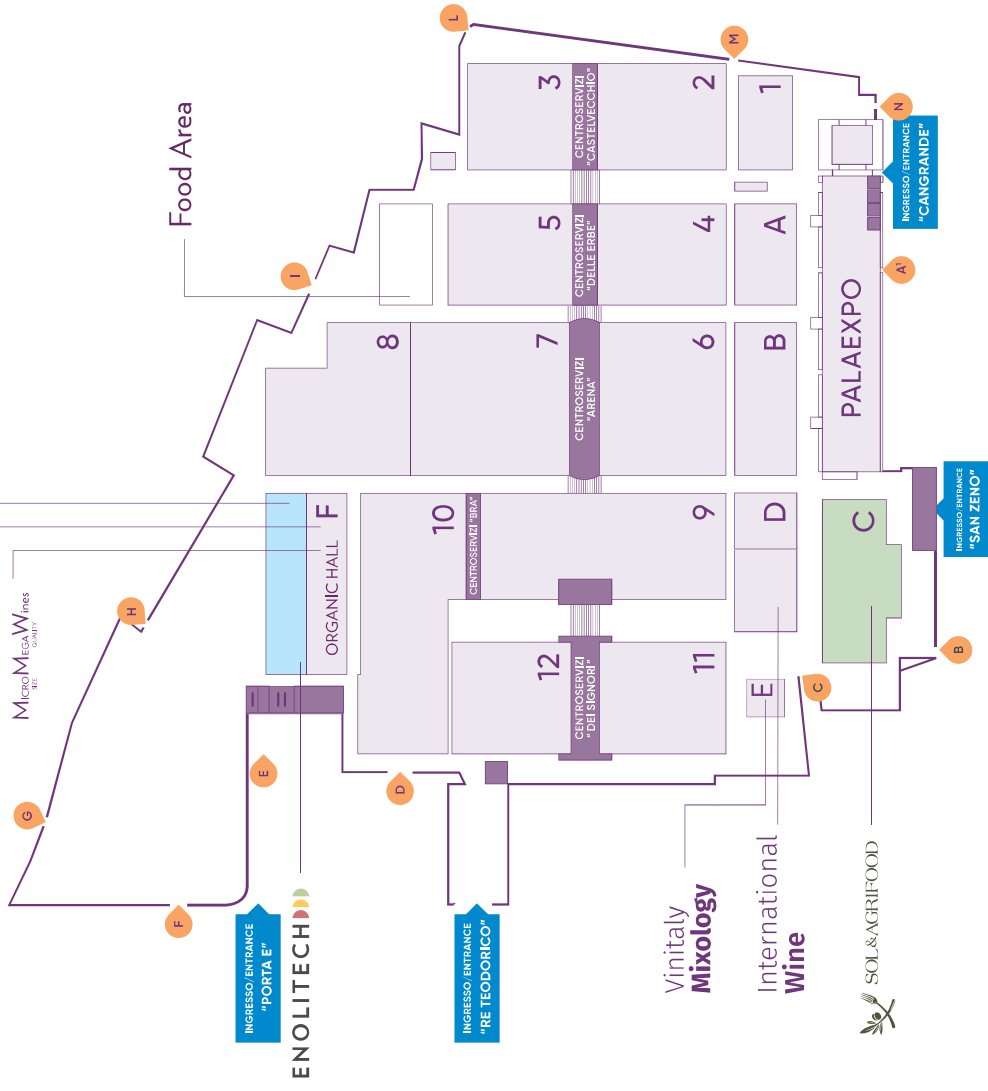 L
M
N
I
H
G
F
E
D
C
B
A¹
Food Area
3
CENTROSERVIZI
"CASTELVECCHIO"
2
1
5
CENTROSERVIZI
"DELLE ERBE"
4
A
8
7
CENTROSERVIZI
"ARENA"
6
B
PALAEXPO
INGRESSO/ENTRANCE
"CANGRANDE"
F
ORGANIC HALL
10
CENTROSERVIZI "BRA"
9
D
C
INGRESSO/ENTRANCE
"SAN ZENO"
12
CENTROSERVIZI
"DEI SIGNORI"
11
E
MICROMEGAWines
SIZE QUALITY
INGRESSO/ENTRANCE
"PORTA E"
ENOLITECH
INGRESSO/ENTRANCE
"RE TEODORICO"
Vinitaly
Mixology
International
Wine
SOL&AGRIFOOD